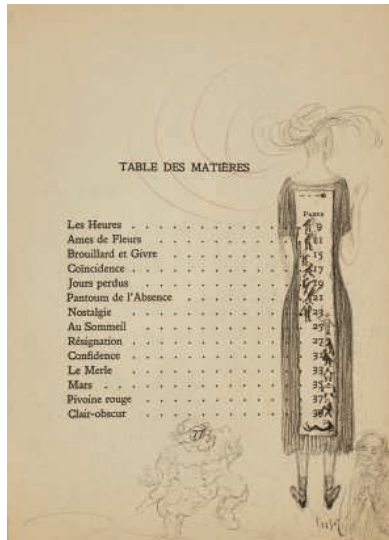 TABLE DES MATIÈRES
PAGES
Les Heures . . . . . . . . . . . . . . 9
Ames de Fleurs . . . . . . . . . . . . 11
Brouillard et Givre . . . . . . . . . . . 15
Coïncidence . . . . . . . . . . . . . 17
Jours perdus . . . . . . . . . . . . . 19
Pantoum de l'Absence . . . . . . . . . . 21
Nostalgie . . . . . . . . . . . . . . 23
Au Sommeil . . . . . . . . . . . . . 25
Résignation . . . . . . . . . . . . . 27
Confidence . . . . . . . . . . . . . 31
Le Merle . . . . . . . . . . . . . . 33
Mars . . . . . . . . . . . . . . . 35
Pivoine rouge . . . . . . . . . . . . 37
Clair-obscur . . . . . . . . . . . . .
77